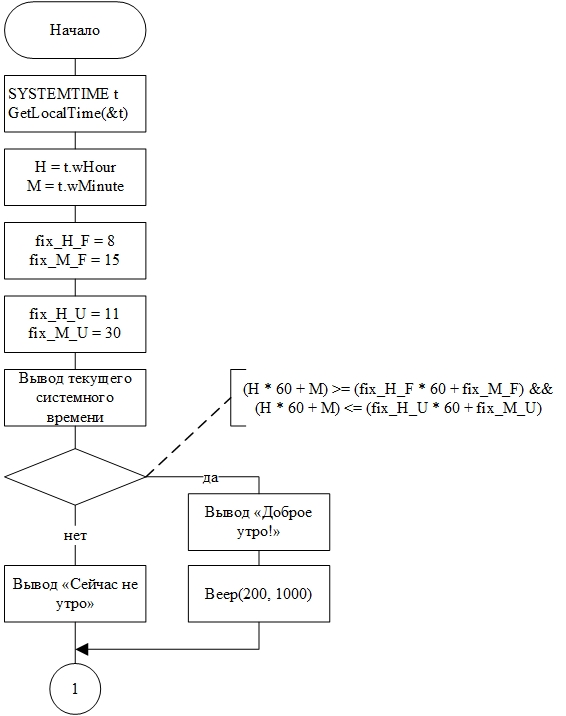 Начало
SYSTEMTIME t
GetLocalTime(&t)
H = t.wHour
M = t.wMinute
fix_H_F = 8
fix_M_F = 15
fix_H_U = 11
fix_M_U = 30
Вывод текущего
системного
времени
(H * 60 + M) >= (fix_H_F * 60 + fix_M_F) &&
(H * 60 + M) <= (fix_H_U * 60 + fix_M_U)
да
Вывод «Доброе
утро!»
нет
Вывод «Сейчас не
утро»
Beep(200, 1000)
1